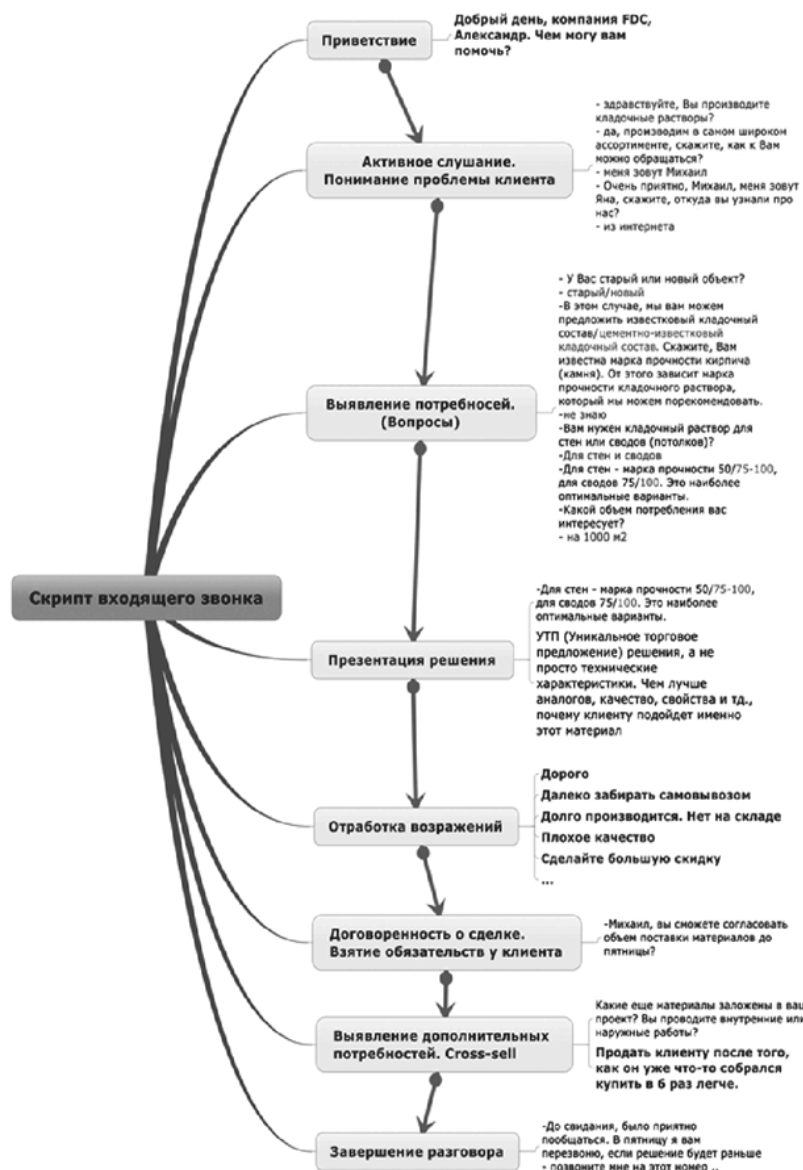 Приветствие
Добрый день, компания FDC,
Александр. Чем могу вам
помочь?
Активное слушание.
Понимание проблемы клиента
- здравствуйте, Вы производите
кладочные растворы?
- да, производим в самом широком
ассортименте, скажите, как к Вам
можно обращаться?
- меня зовут Михаил
- Очень приятно, Михаил, меня зовут
Яна, скажите, откуда вы узнали про
нас?
- из интернета
Выявление потребносей.
(Вопросы)
- У Вас старый или новый объект?
- старый/новый
-В этом случае, мы вам можем
предложить известковый кладочный
состав/цементно-известковый
кладочный состав. Скажите, Вам
известна марка прочности кирпича
(камня). От этого зависит марка
прочности кладочного раствора,
который мы можем порекомендовать.
-не знаю
-Вам нужен кладочный раствор для
стен или сводов (потолков)?
-Для стен и сводов
-Для стен - марка прочности 50/75-100,
для сводов 75/100. Это наиболее
оптимальные варианты.
-Какой объем потребления вас
интересует?
- на 1000 м2
Скрипт входящего звонка
Презентация решения
-Для стен - марка прочности 50/75-100,
для сводов 75/100. Это наиболее
оптимальные варианты.
УТП (Уникальное торговое
предложение) решения, а не
просто технические
характеристики. Чем лучше
аналогов, качество, свойства и тд.,
почему клиенту подойдет именно
этот материал
Отработка возражений
Дорого
Далеко забирать самовывозом
Долго производится. Нет на складе
Плохое качество
Сделайте большую скидку
...
Договоренность о сделке.
Взятие обязательств у клиента
-Михаил, вы сможете согласовать
объем поставки материалов до
пятницы?
Выявление дополнительных
потребностей. Cross-sell
Какие еще материалы заложены в ваш
проект? Вы проводите внутренние или
наружные работы?
Продать клиенту после того,
как он уже что-то собрался
купить в 6 раз легче.
Завершение разговора
-До свидания, было приятно
пообщаться. В пятницу я вам
перезвоню, если решение будет раньше
- позвоните мне на этот номер ..